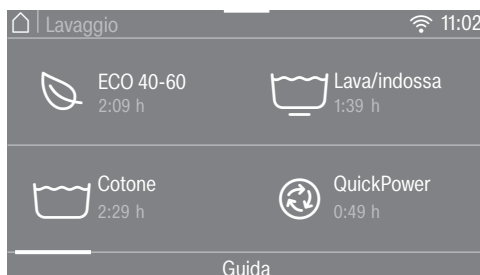 Lavaggio
11:02
ECO 40-60
2:09 h
Lava/indossa
1:39 h
Cotone
2:29 h
QuickPower
0:49 h
Guida